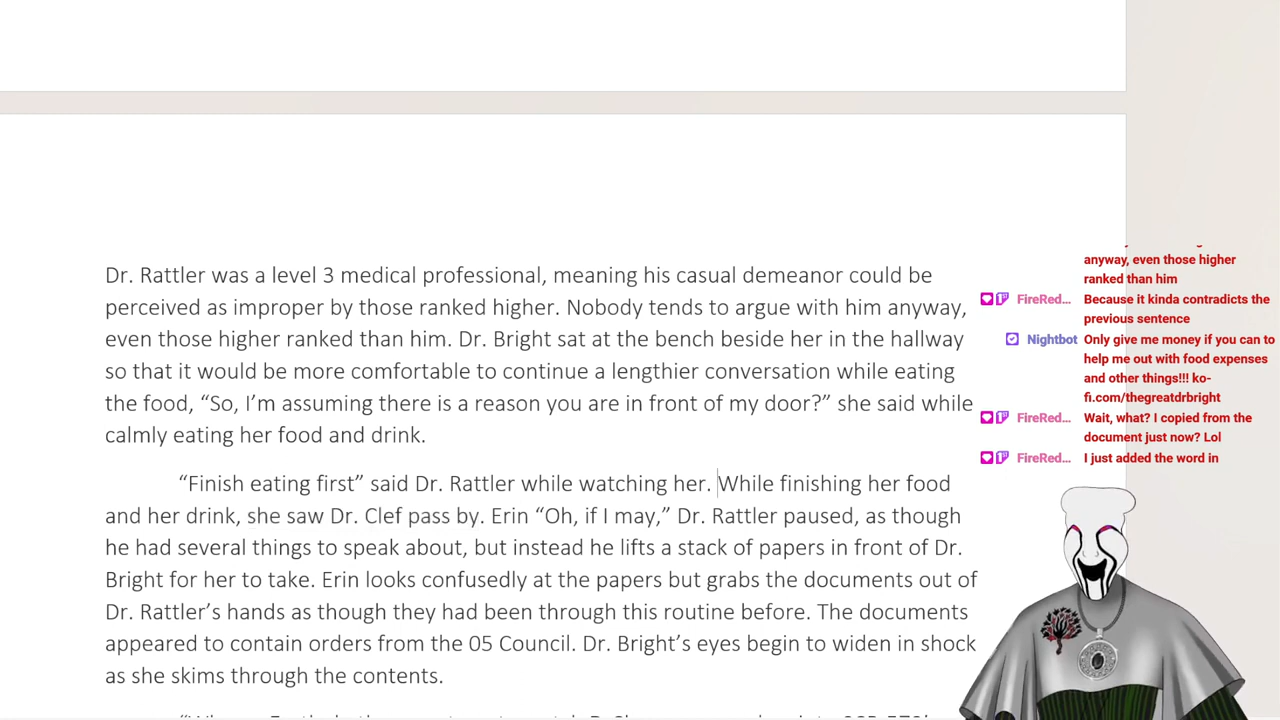 Dr. Rattler was a level 3 medical professional, meaning his casual demeanor could be
perceived as improper by those ranked higher. Nobody tends to argue with him anyway,
even those higher ranked than him. Dr. Bright sat at the bench beside her in the hallway
so that it would be more comfortable to continue a lengthier conversation while eating
the food, “So, I’m assuming there is a reason you are in front of my door?” she said while
calmly eating her food and drink.
“Finish eating first” said Dr. Rattler while watching her. While finishing her food
and her drink, she saw Dr. Clef pass by. Erin “Oh, if I may,” Dr. Rattler paused, as though
he had several things to speak about, but instead he lifts a stack of papers in front of Dr.
Bright for her to take. Erin looks confusedly at the papers but grabs the documents out of
Dr. Rattler’s hands as though they had been through this routine before. The documents
appeared to contain orders from the 05 Council. Dr. Bright’s eyes begin to widen in shock
as she skims through the contents.
anyway, even those higher
ranked than him
FireRed... Because it kinda contradicts the
previous sentence
Nightbot Only give me money if you can to
help me out with food expenses
and other things!!! ko-
fi.com/thegreatdrbright
FireRed... Wait, what? I copied from the
document just now? Lol
FireRed... I just added the word in